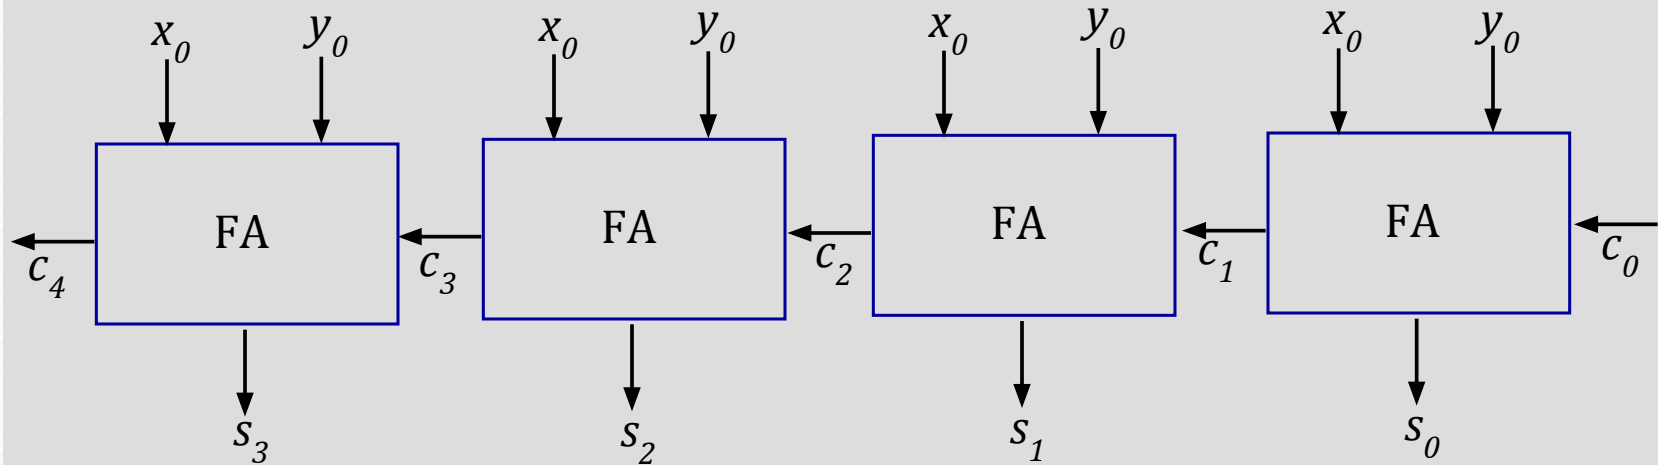 x0 y0 x0 y0 x0 y0 x0 y0
FA FA FA FA
c4 c3 c2 c1 c0
s3 s2 s1 s0